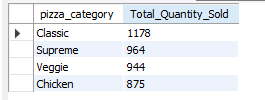 pizza_category Total_Quantity_Sold
Classic 1178
Supreme 964
Veggie 944
Chicken 875